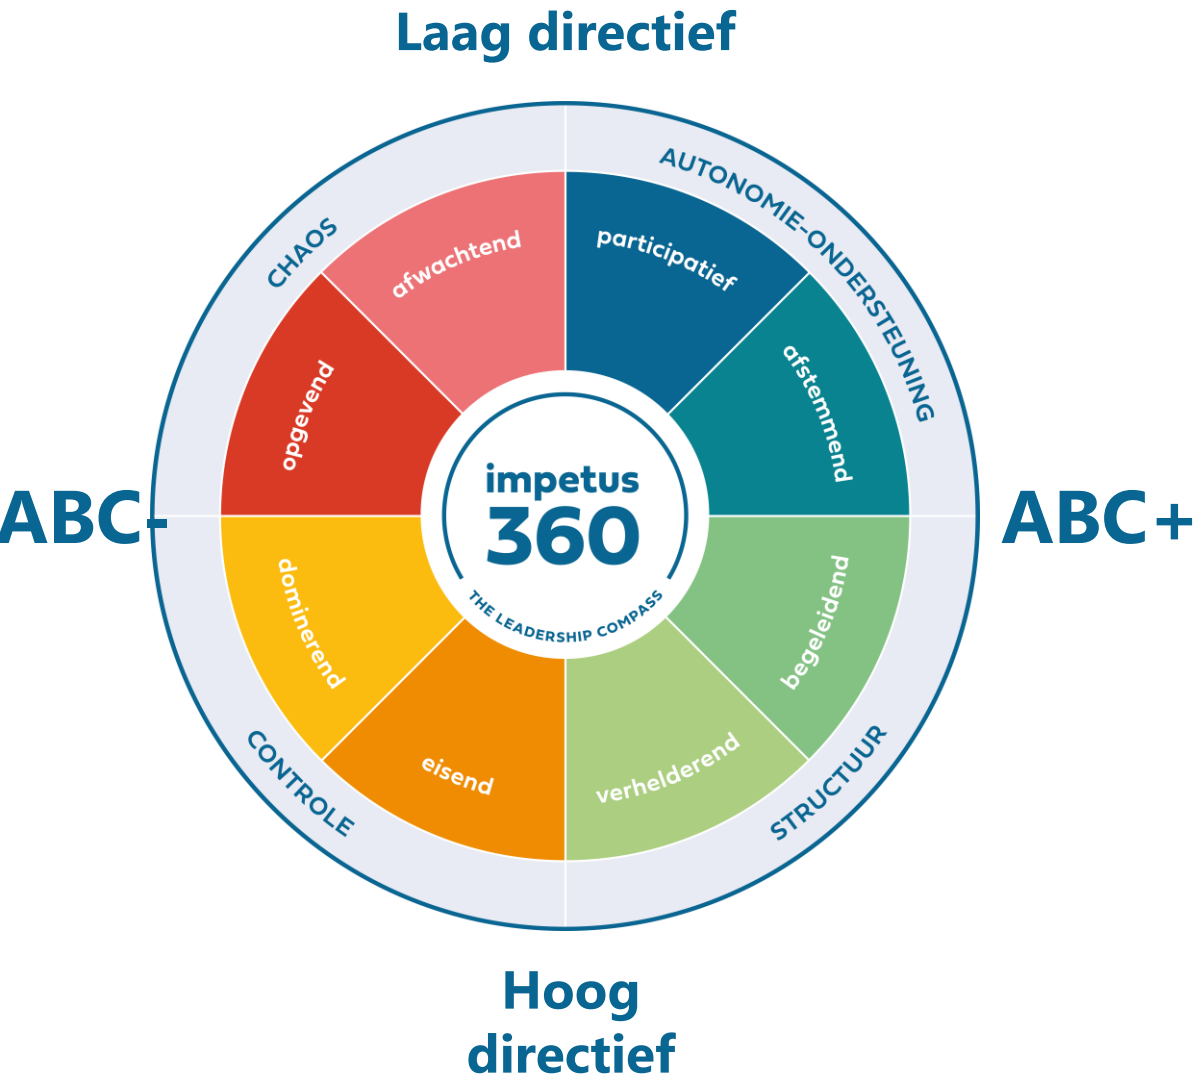 Laag directief
AUTONOMIE-ONDERSTEUNING
CHAOS
afwachtend
participatief
opgevend
afstemmend
ABC-
impetus
360
THE LEADERSHIP COMPASS
ABC+
dominerend
begeleidend
eisend
verhelderend
CONTROLE
STRUCTUUR
Hoog
directief